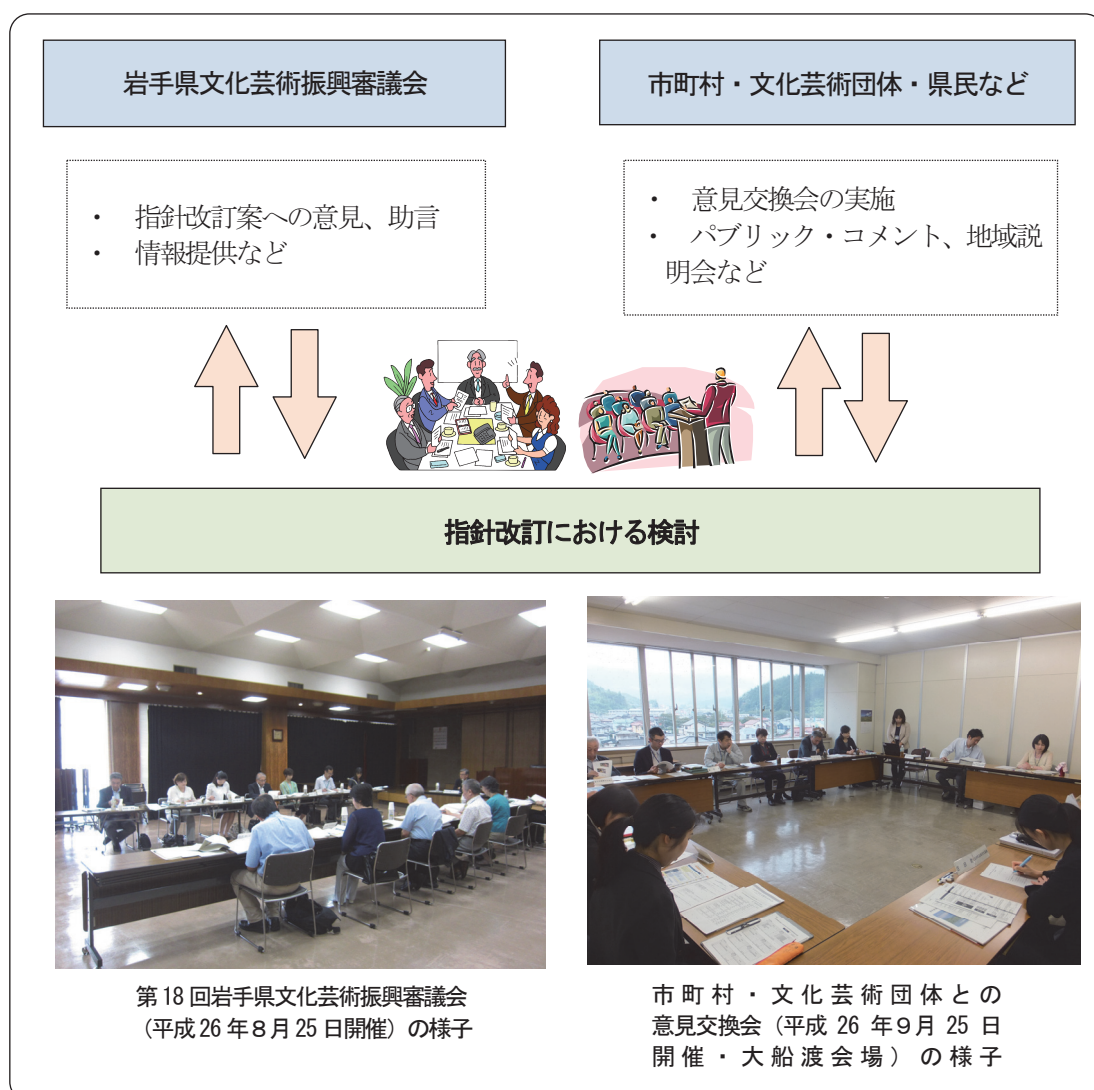 岩手県文化芸術振興審議会
市町村・文化芸術団体・県民など
・ 指針改訂案への意見、助言
・ 情報提供など
・ 意見交換会の実施
・ パブリック・コメント、地域説
明会など
指針改訂における検討
第18回岩手県文化芸術振興審議会
（平成26年８月25日開催）の様子
市町村・文化芸術団体との
意見交換会（平成26年９月25日
開催・大船渡会場）の様子